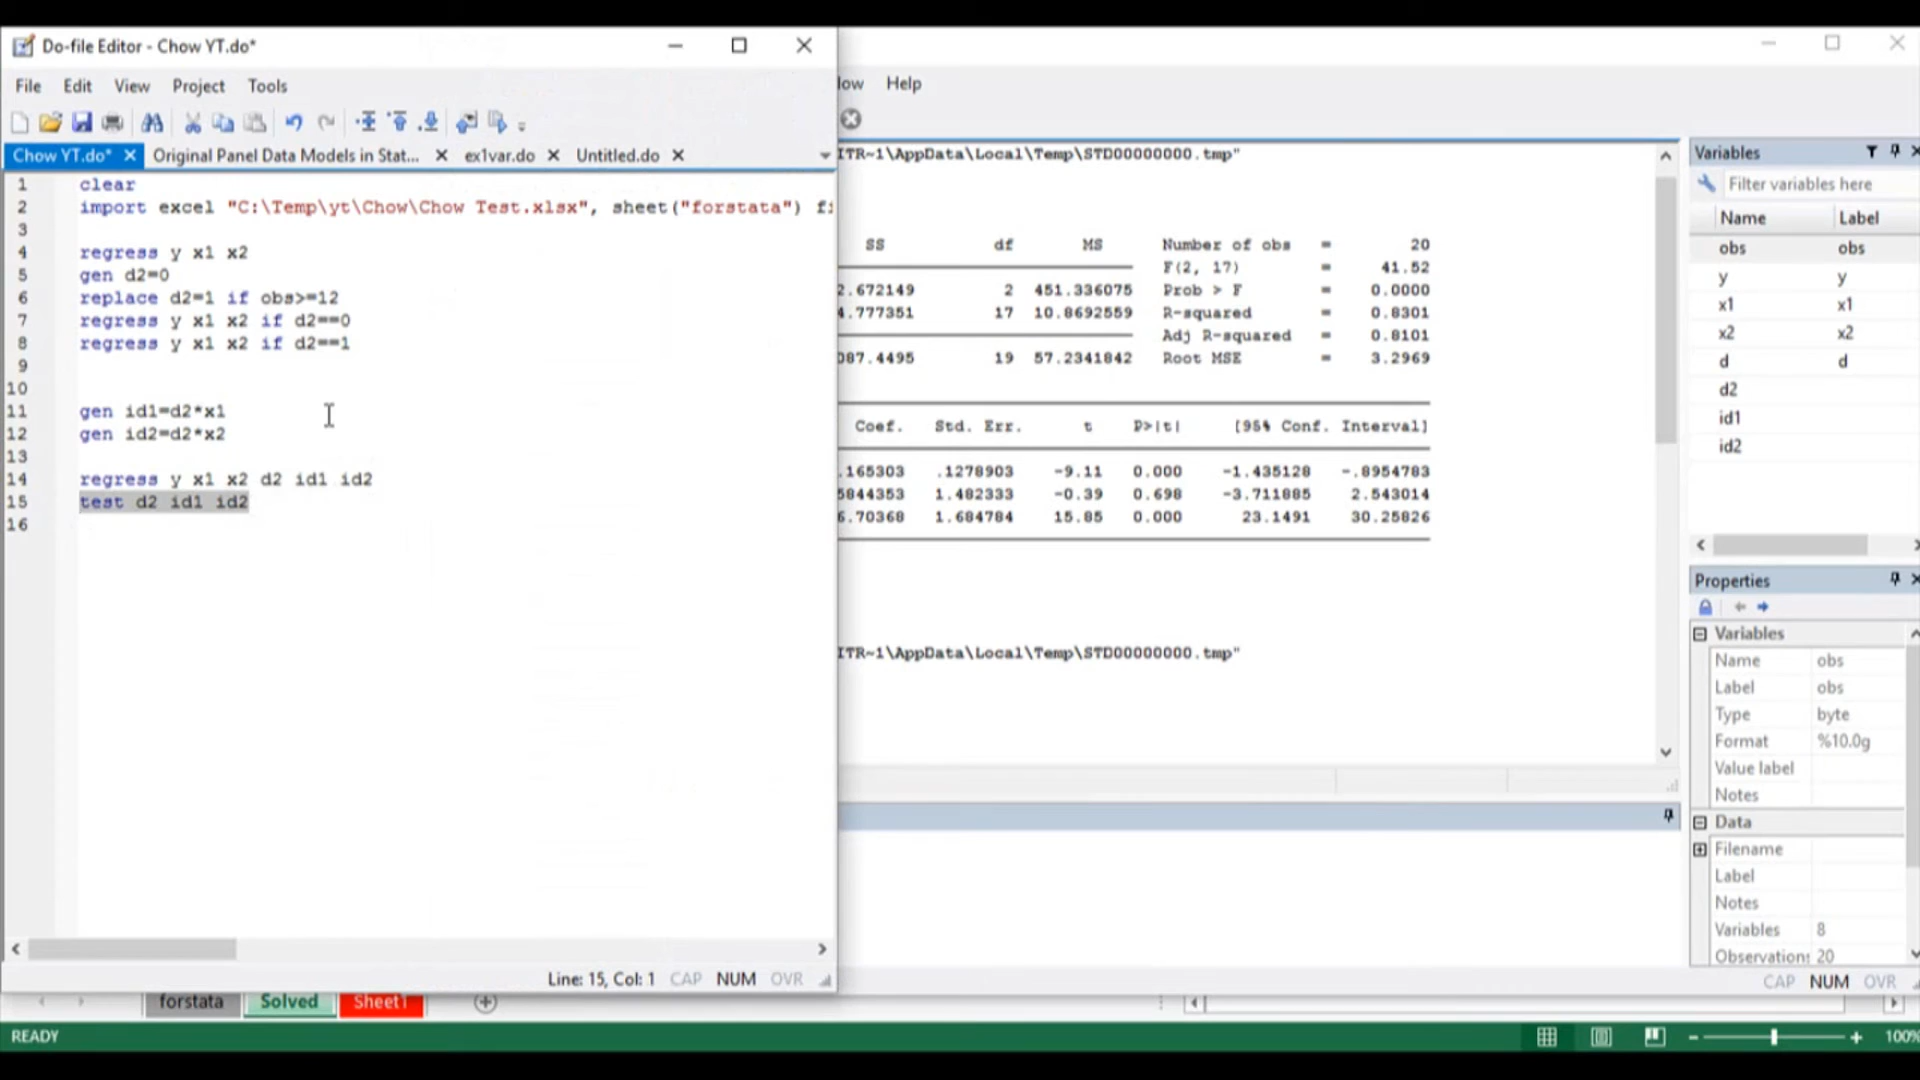 Do-file Editor - Chow YT.do*
File Edit View Project Tools
Chow YT.do* Original Panel Data Models in Stat... ex1var.do Untitled.do
1 clear
2 import excel "C:\Temp\yt\Chow\Chow Test.xlsx", sheet("forstata") fi
3
4 regress y x1 x2
5 gen d2=0
6 replace d2=1 if obs>=12
7 regress y x1 x2 if d2==0
8 regress y x1 x2 if d2==1
9
10
11 gen id1=d2*x1
12 gen id2=d2*x2
13
14 regress y x1 x2 d2 id1 id2
15 test d2 id1 id2
16
Line: 15, Col: 1 CAP NUM OVR
low Help
ITR~1\AppData\Local\Temp\STD00000000.tmp"
SS df MS Number of obs = 20
F(2, 17) = 41.52
2.672149 2 451.336075 Prob > F = 0.0000
4.777351 17 10.8692559 R-squared = 0.8301
Adj R-squared = 0.8101
087.4495 19 57.2341842 Root MSE = 3.2969
Coef. Std. Err. t P>|t| [95% Conf. Interval]
.165303 .1278903 -9.11 0.000 -1.435128 -.8954783
5844353 1.482333 -0.39 0.698 -3.711885 2.543014
6.70368 1.684784 15.85 0.000 23.1491 30.25826
ITR~1\AppData\Local\Temp\STD00000000.tmp"
Variables
Filter variables here
Name Label
obs obs
y y
x1 x1
x2 x2
d d
d2
id1
id2
Properties
Variables
Name obs
Label obs
Type byte
Format %10.0g
Value label
Notes
Data
Filename
Label
Notes
Variables 8
Observations 20
CAP NUM OVR
forstata Solved Sheet1
READY
100%